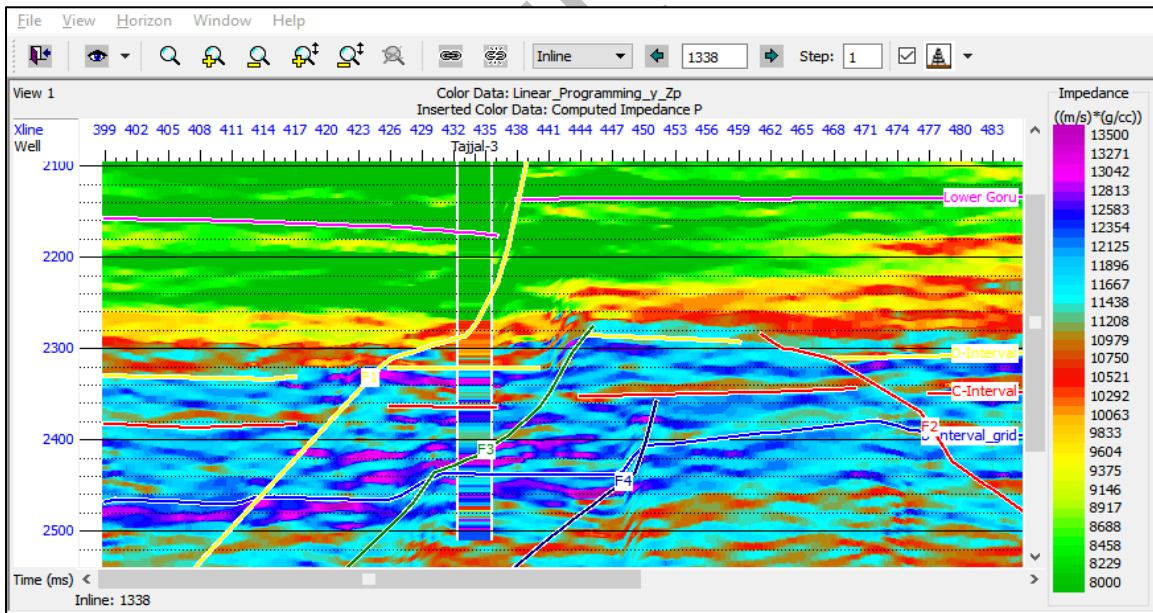 File View Horizon Window Help
Inline 1338 Step: 1
View 1
Color Data: Linear_Programming_y_Zp
Inserted Color Data: Computed Impedance P
Xline 399 402 405 408 411 414 417 420 423 426 429 432 435 438 441 444 447 450 453 456 459 462 465 468 471 474 477 480 483
Well Tajjal-3
2100
Lower Goru
2200
2300
D-Interval
F1
C-Interval
2400
F2
interval_grid
F3
F4
2500
Time (ms)
Inline: 1338
Impedance
((m/s)*(g/cc))
13500
13271
13042
12813
12583
12354
12125
11896
11667
11438
11208
10979
10750
10521
10292
10063
9833
9604
9375
9146
8917
8688
8458
8229
8000